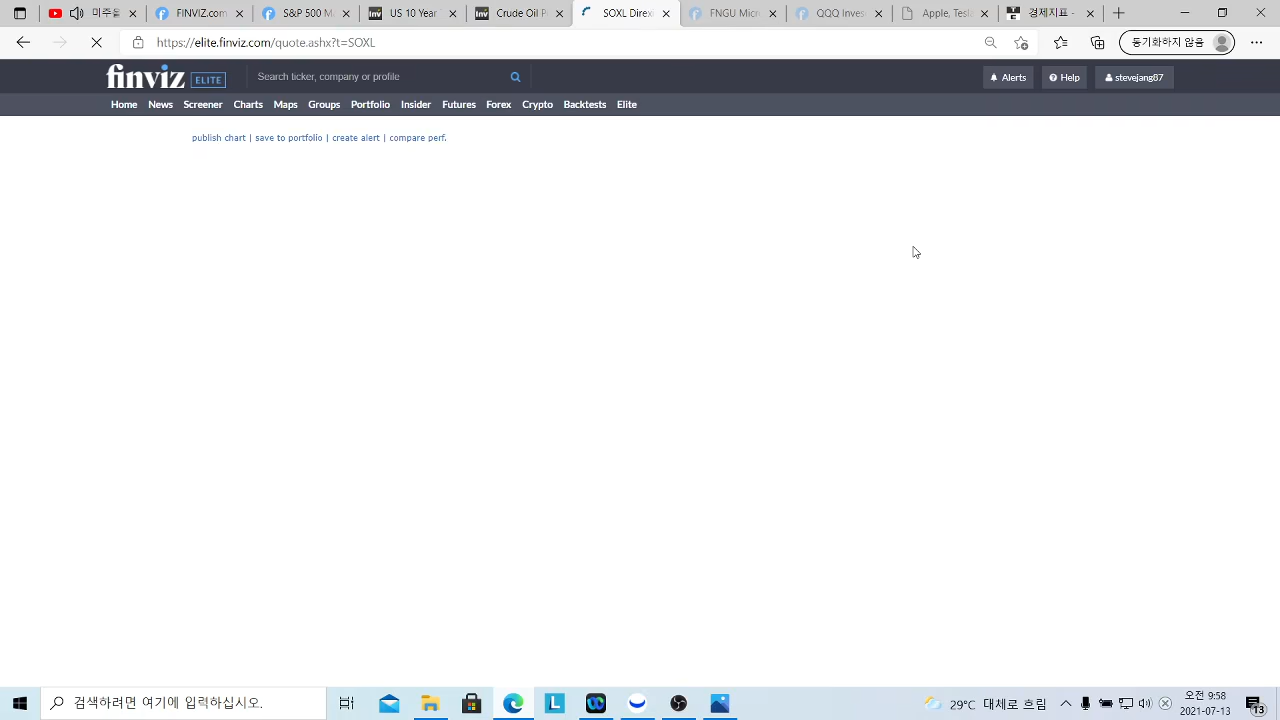 미주은
FINVIZ.com
S&P 500 M
Inv US 10 Year
Inv Crude Oil P
SOXL Direx
FNGU Mic
QQQ Inves
Apple, Tesl
경제지표 -
https://elite.finviz.com/quote.ashx?t=SOXL
동기화하지 않음
finviz ELITE
Search ticker, company or profile
Alerts
Help
stevejang87
Home News Screener Charts Maps Groups Portfolio Insider Futures Forex Crypto Backtests Elite
publish chart | save to portfolio | create alert | compare perf.
검색하려면 여기에 입력하십시오.
L
29°C 대체로 흐림
오전 9:58
2021-07-13
13